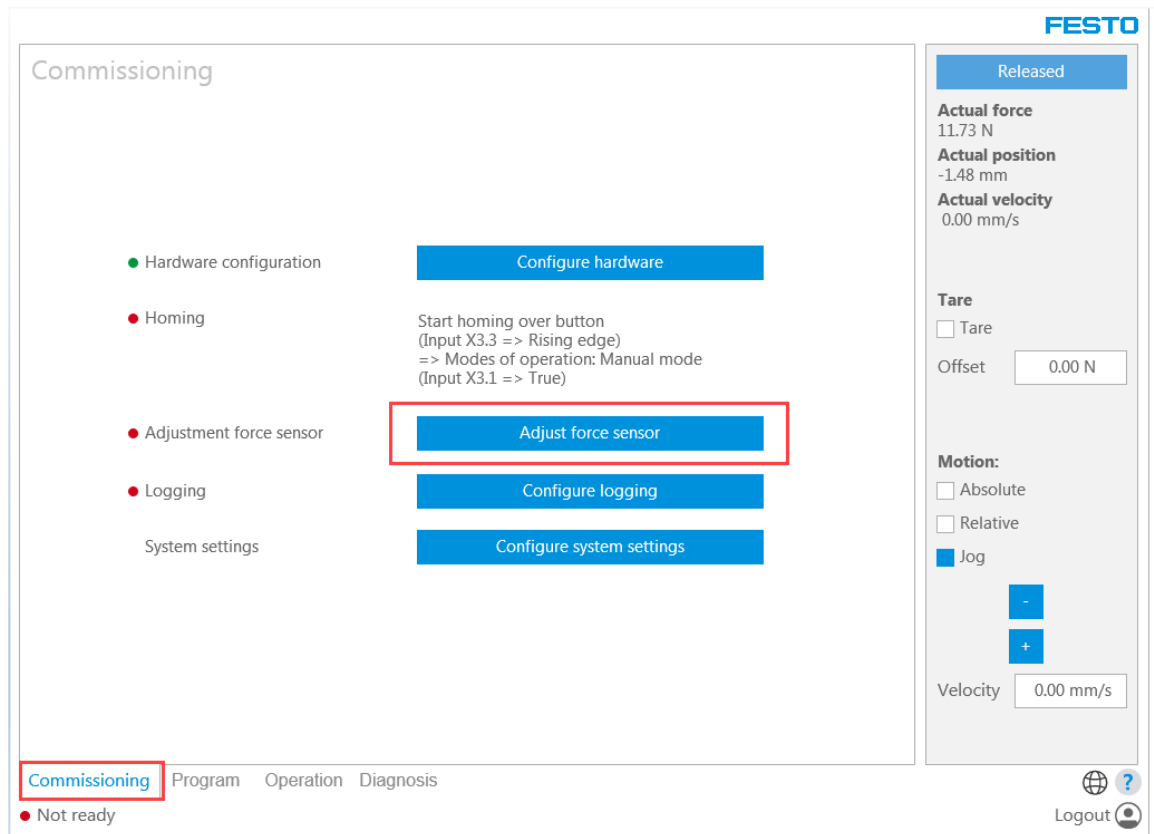 FESTO
Commissioning
Hardware configuration
Configure hardware
Homing
Start homing over button
(Input X3.3 => Rising edge)
=> Modes of operation: Manual mode
(Input X3.1 => True)
Adjustment force sensor
Adjust force sensor
Logging
Configure logging
System settings
Configure system settings
Released
Actual force
11.73 N
Actual position
-1.48 mm
Actual velocity
0.00 mm/s
Tare
Tare
Offset 0.00 N
Motion:
Absolute
Relative
Jog
-
+
Velocity 0.00 mm/s
Commissioning Program Operation Diagnosis
?
Not ready
Logout